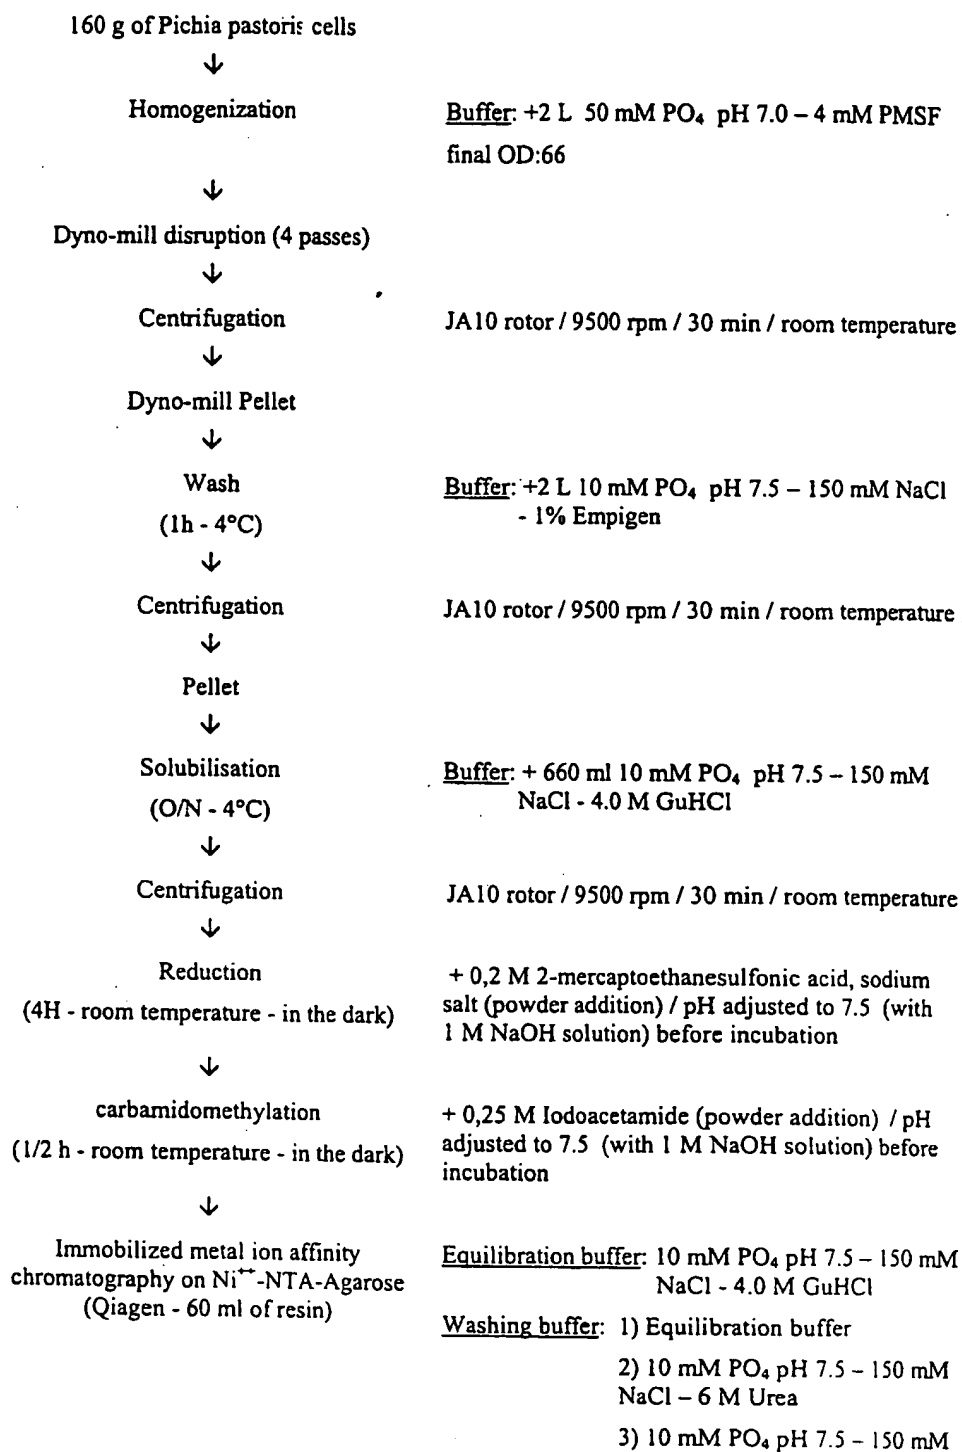 160 g of Pichia pastoris cells
↓
Homogenization
Buffer: +2 L 50 mM PO₄ pH 7.0 – 4 mM PMSF
final OD:66
↓
Dyno-mill disruption (4 passes)
↓
Centrifugation
JA10 rotor / 9500 rpm / 30 min / room temperature
↓
Dyno-mill Pellet
↓
Wash
(1h - 4°C)
Buffer: +2 L 10 mM PO₄ pH 7.5 – 150 mM NaCl
- 1% Empigen
↓
Centrifugation
JA10 rotor / 9500 rpm / 30 min / room temperature
↓
Pellet
↓
Solubilisation
(O/N - 4°C)
Buffer: + 660 ml 10 mM PO₄ pH 7.5 – 150 mM
NaCl - 4.0 M GuHCl
↓
Centrifugation
JA10 rotor / 9500 rpm / 30 min / room temperature
↓
Reduction
(4H - room temperature - in the dark)
+ 0,2 M 2-mercaptoethanesulfonic acid, sodium
salt (powder addition) / pH adjusted to 7.5 (with
1 M NaOH solution) before incubation
↓
carbamidomethylation
(1/2 h - room temperature - in the dark)
+ 0,25 M Iodoacetamide (powder addition) / pH
adjusted to 7.5 (with 1 M NaOH solution) before
incubation
↓
Immobilized metal ion affinity
chromatography on Ni⁺⁺-NTA-Agarose
(Qiagen - 60 ml of resin)
Equilibration buffer: 10 mM PO₄ pH 7.5 – 150 mM
NaCl - 4.0 M GuHCl
Washing buffer: 1) Equilibration buffer
2) 10 mM PO₄ pH 7.5 – 150 mM
NaCl – 6 M Urea
3) 10 mM PO₄ pH 7.5 – 150 mM